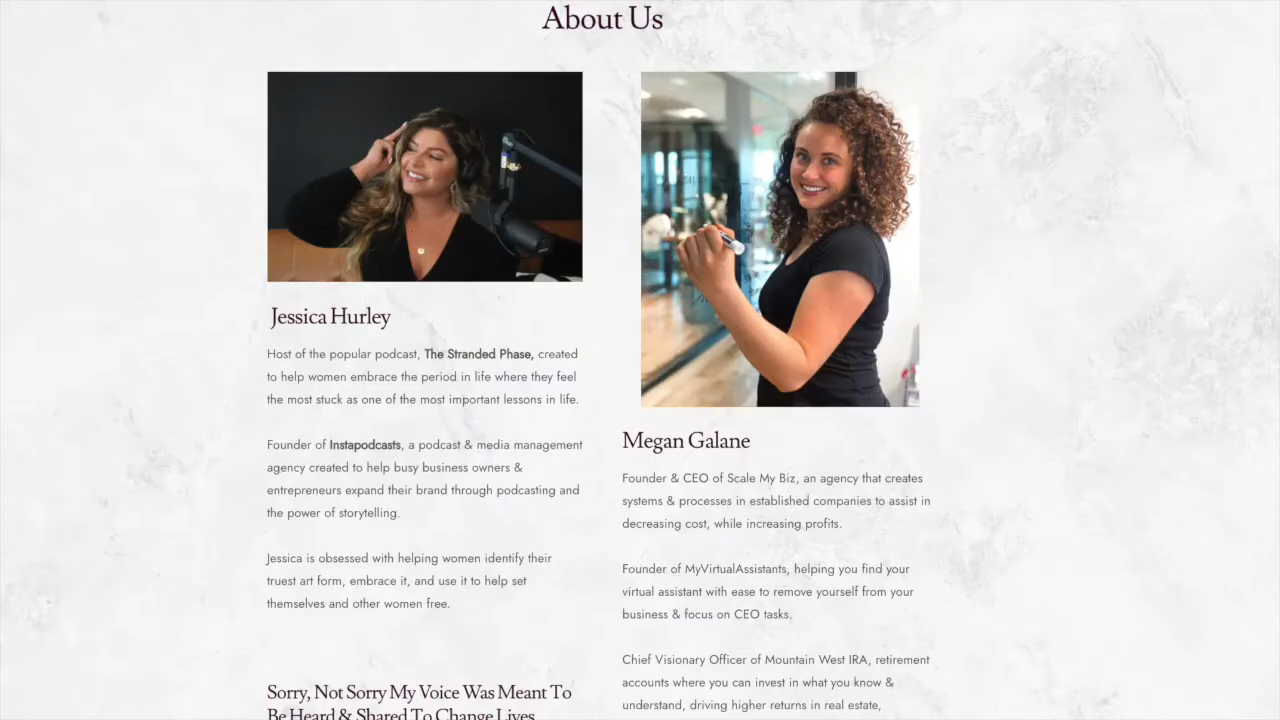 About Us
Jessica Hurley
Host of the popular podcast, The Stranded Phase, created
to help women embrace the period in life where they feel
the most stuck as one of the most important lessons in life.
Founder of Instapodcasts, a podcast & media management
agency created to help busy business owners &
entrepreneurs expand their brand through podcasting and
the power of storytelling.
Jessica is obsessed with helping women identify their
truest art form, embrace it, and use it to help set
themselves and other women free.
Sorry, Not Sorry My Voice Was Meant To
Be Heard & Shared To Change Lives
Megan Galane
Founder & CEO of Scale My Biz, an agency that creates
systems & processes in established companies to assist in
decreasing cost, while increasing profits.
Founder of MyVirtualAssistants, helping you find your
virtual assistant with ease to remove yourself from your
business & focus on CEO tasks.
Chief Visionary Officer of Mountain West IRA, retirement
accounts where you can invest in what you know &
understand, driving higher returns in real estate,